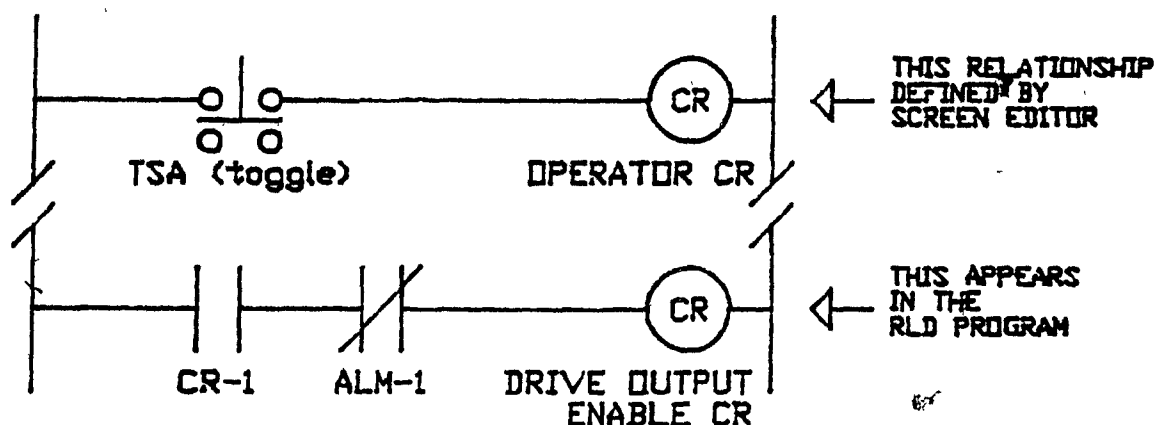 CR
THIS RELATIONSHIP
DEFINED BY
SCREEN EDITOR
TSA (toggle)
OPERATOR CR
CR
THIS APPEARS
IN THE
RLD PROGRAM
CR-1
ALM-1
DRIVE OUTPUT
ENABLE CR